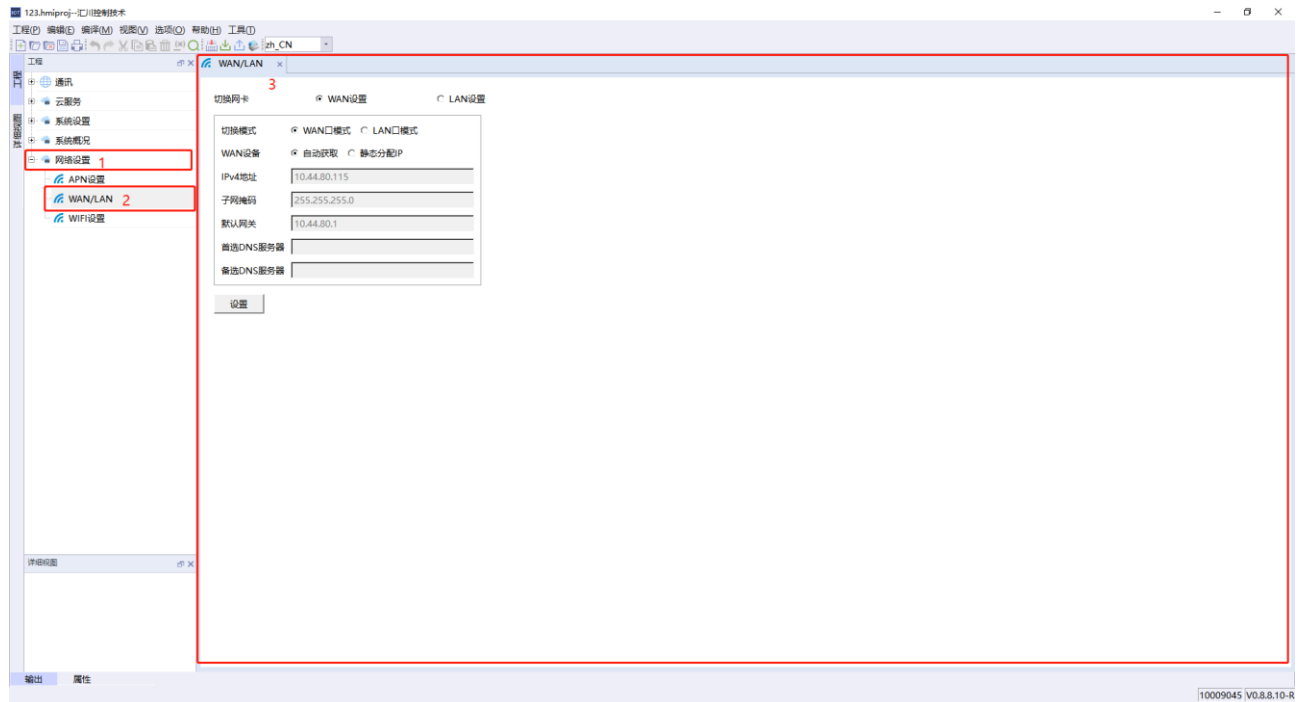 123.hmiproj--汇川控制技术
工程(P) 编辑(E) 编译(M) 视图(V) 选项(O) 帮助(H) 工具(T)
zh_CN
工程
工程
通讯
云服务
系统设置
系统概况
网络设置 1
APN设置
WAN/LAN 2
WIFI设置
WAN/LAN
3
切换网卡 WAN设置 LAN设置
切换模式 WAN口模式 LAN口模式
WAN设备 自动获取 静态分配IP
IPv4地址 10.44.80.115
子网掩码 255.255.255.0
默认网关 10.44.80.1
首选DNS服务器
备选DNS服务器
设置
详细视图
输出 属性
10009045 V0.8.8.10-R